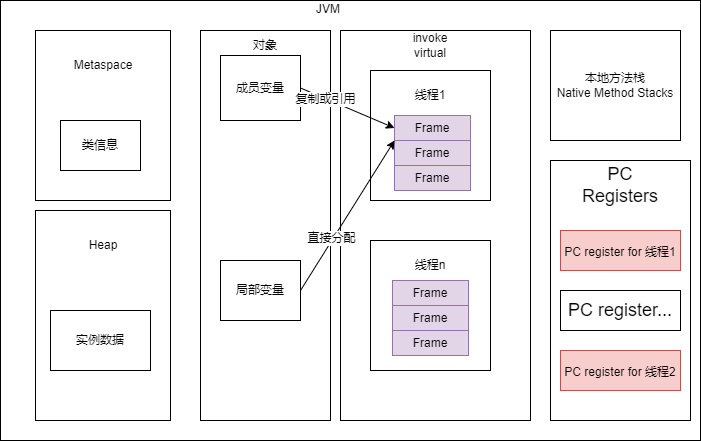 JVM
Metaspace
类信息
Heap
实例数据
对象
成员变量
复制或引用
直接分配
局部变量
invoke
virtual
线程1
Frame
Frame
Frame
线程n
Frame
Frame
Frame
本地方法栈
Native Method Stacks
PC
Registers
PC register for 线程1
PC register...
PC register for 线程2